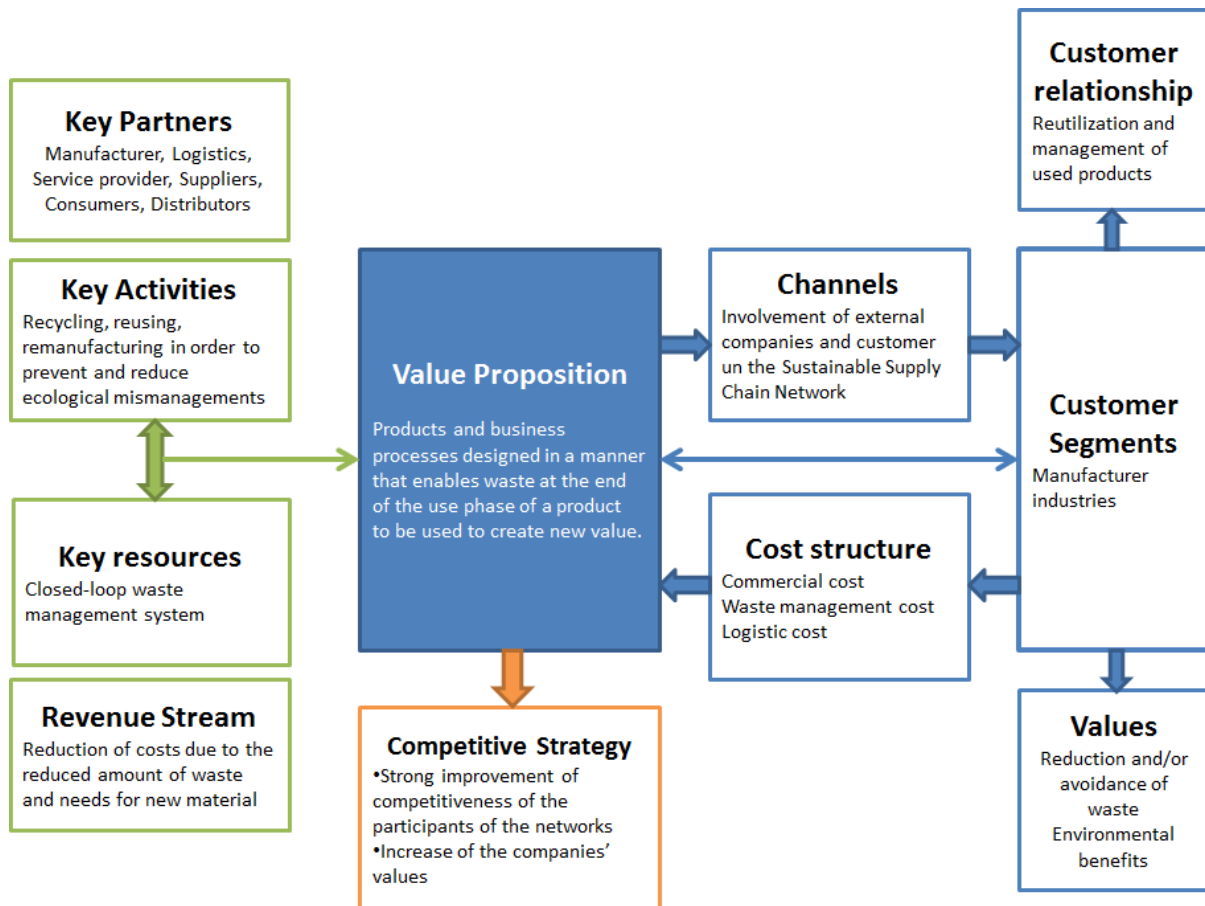 Key Partners
Manufacturer, Logistics,
Service provider, Suppliers,
Consumers, Distributors
Key Activities
Recycling, reusing,
remanufacturing in order to
prevent and reduce
ecological mismanagements
Key resources
Closed-loop waste
management system
Revenue Stream
Reduction of costs due to the
reduced amount of waste
and needs for new material
Value Proposition
Products and business
processes designed in a manner
that enables waste at the end
of the use phase of a product
to be used to create new value.
Competitive Strategy
•Strong improvement of
competitiveness of the
participants of the networks
•Increase of the companies’
values
Channels
Involvement of external
companies and customer
un the Sustainable Supply
Chain Network
Cost structure
Commercial cost
Waste management cost
Logistic cost
Customer
relationship
Reutilization and
management of
used products
Customer
Segments
Manufacturer
industries
Values
Reduction and/or
avoidance of
waste
Environmental
benefits